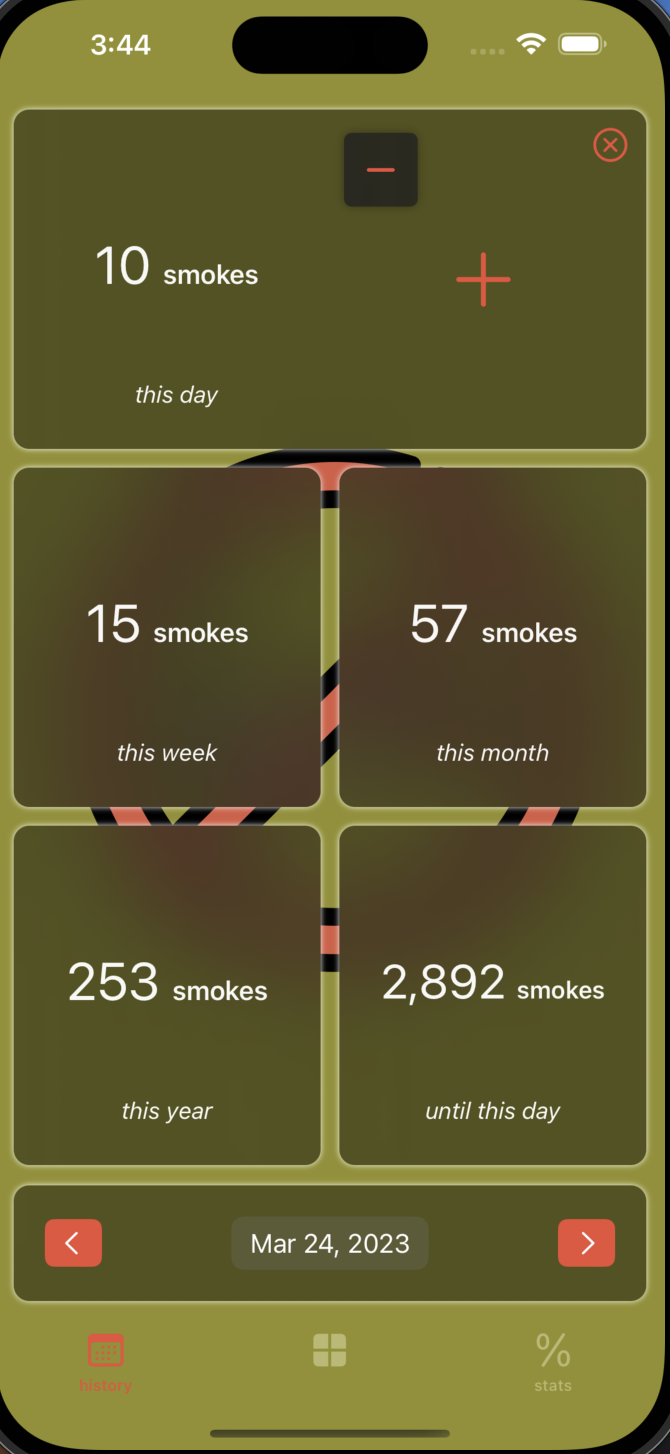 3:44
10 smokes
this day
15 smokes
this week
57 smokes
this month
253 smokes
this year
2,892 smokes
until this day
Mar 24, 2023
history
%
stats